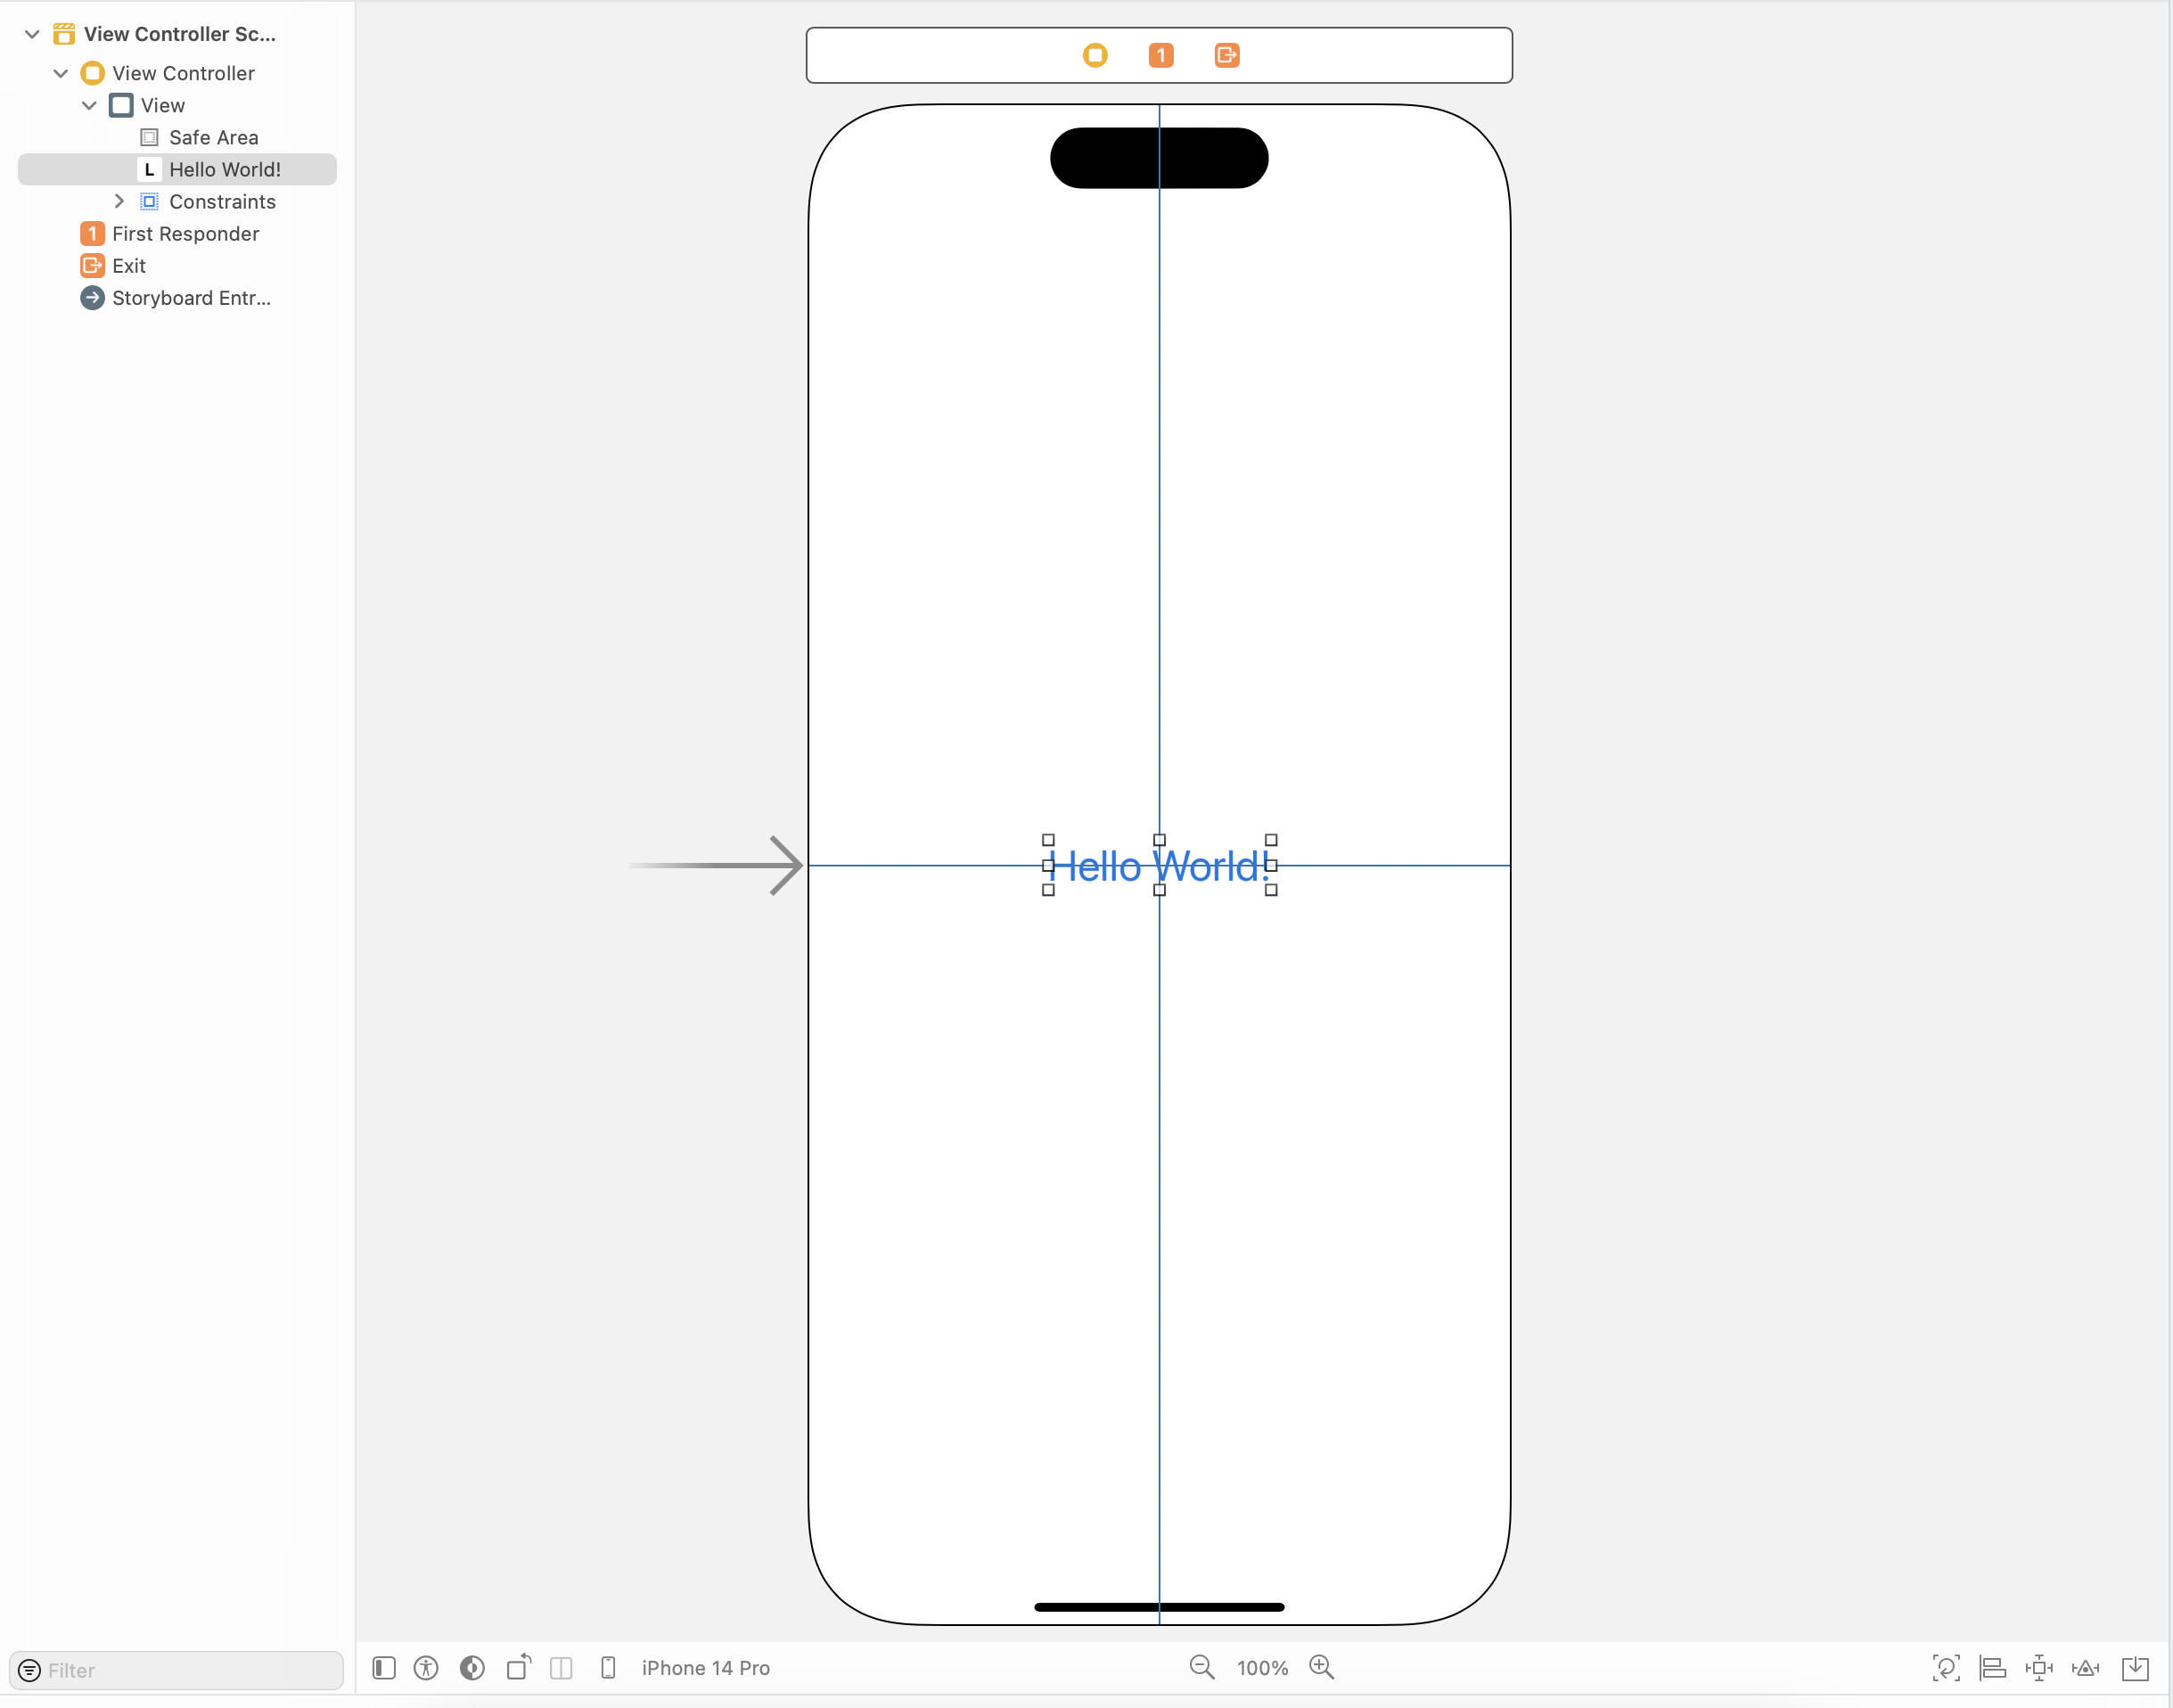 View Controller Sc...
View Controller
View
Safe Area
L Hello World!
Constraints
1 First Responder
Exit
Storyboard Entr...
1
Hello World!
Filter
iPhone 14 Pro
100%